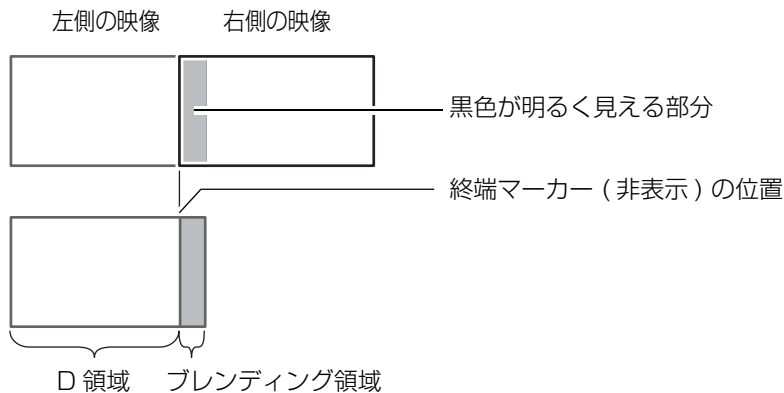 左側の映像
右側の映像
黒色が明るく見える部分
終端マーカー ( 非表示 ) の位置
D 領域
ブレンディング領域